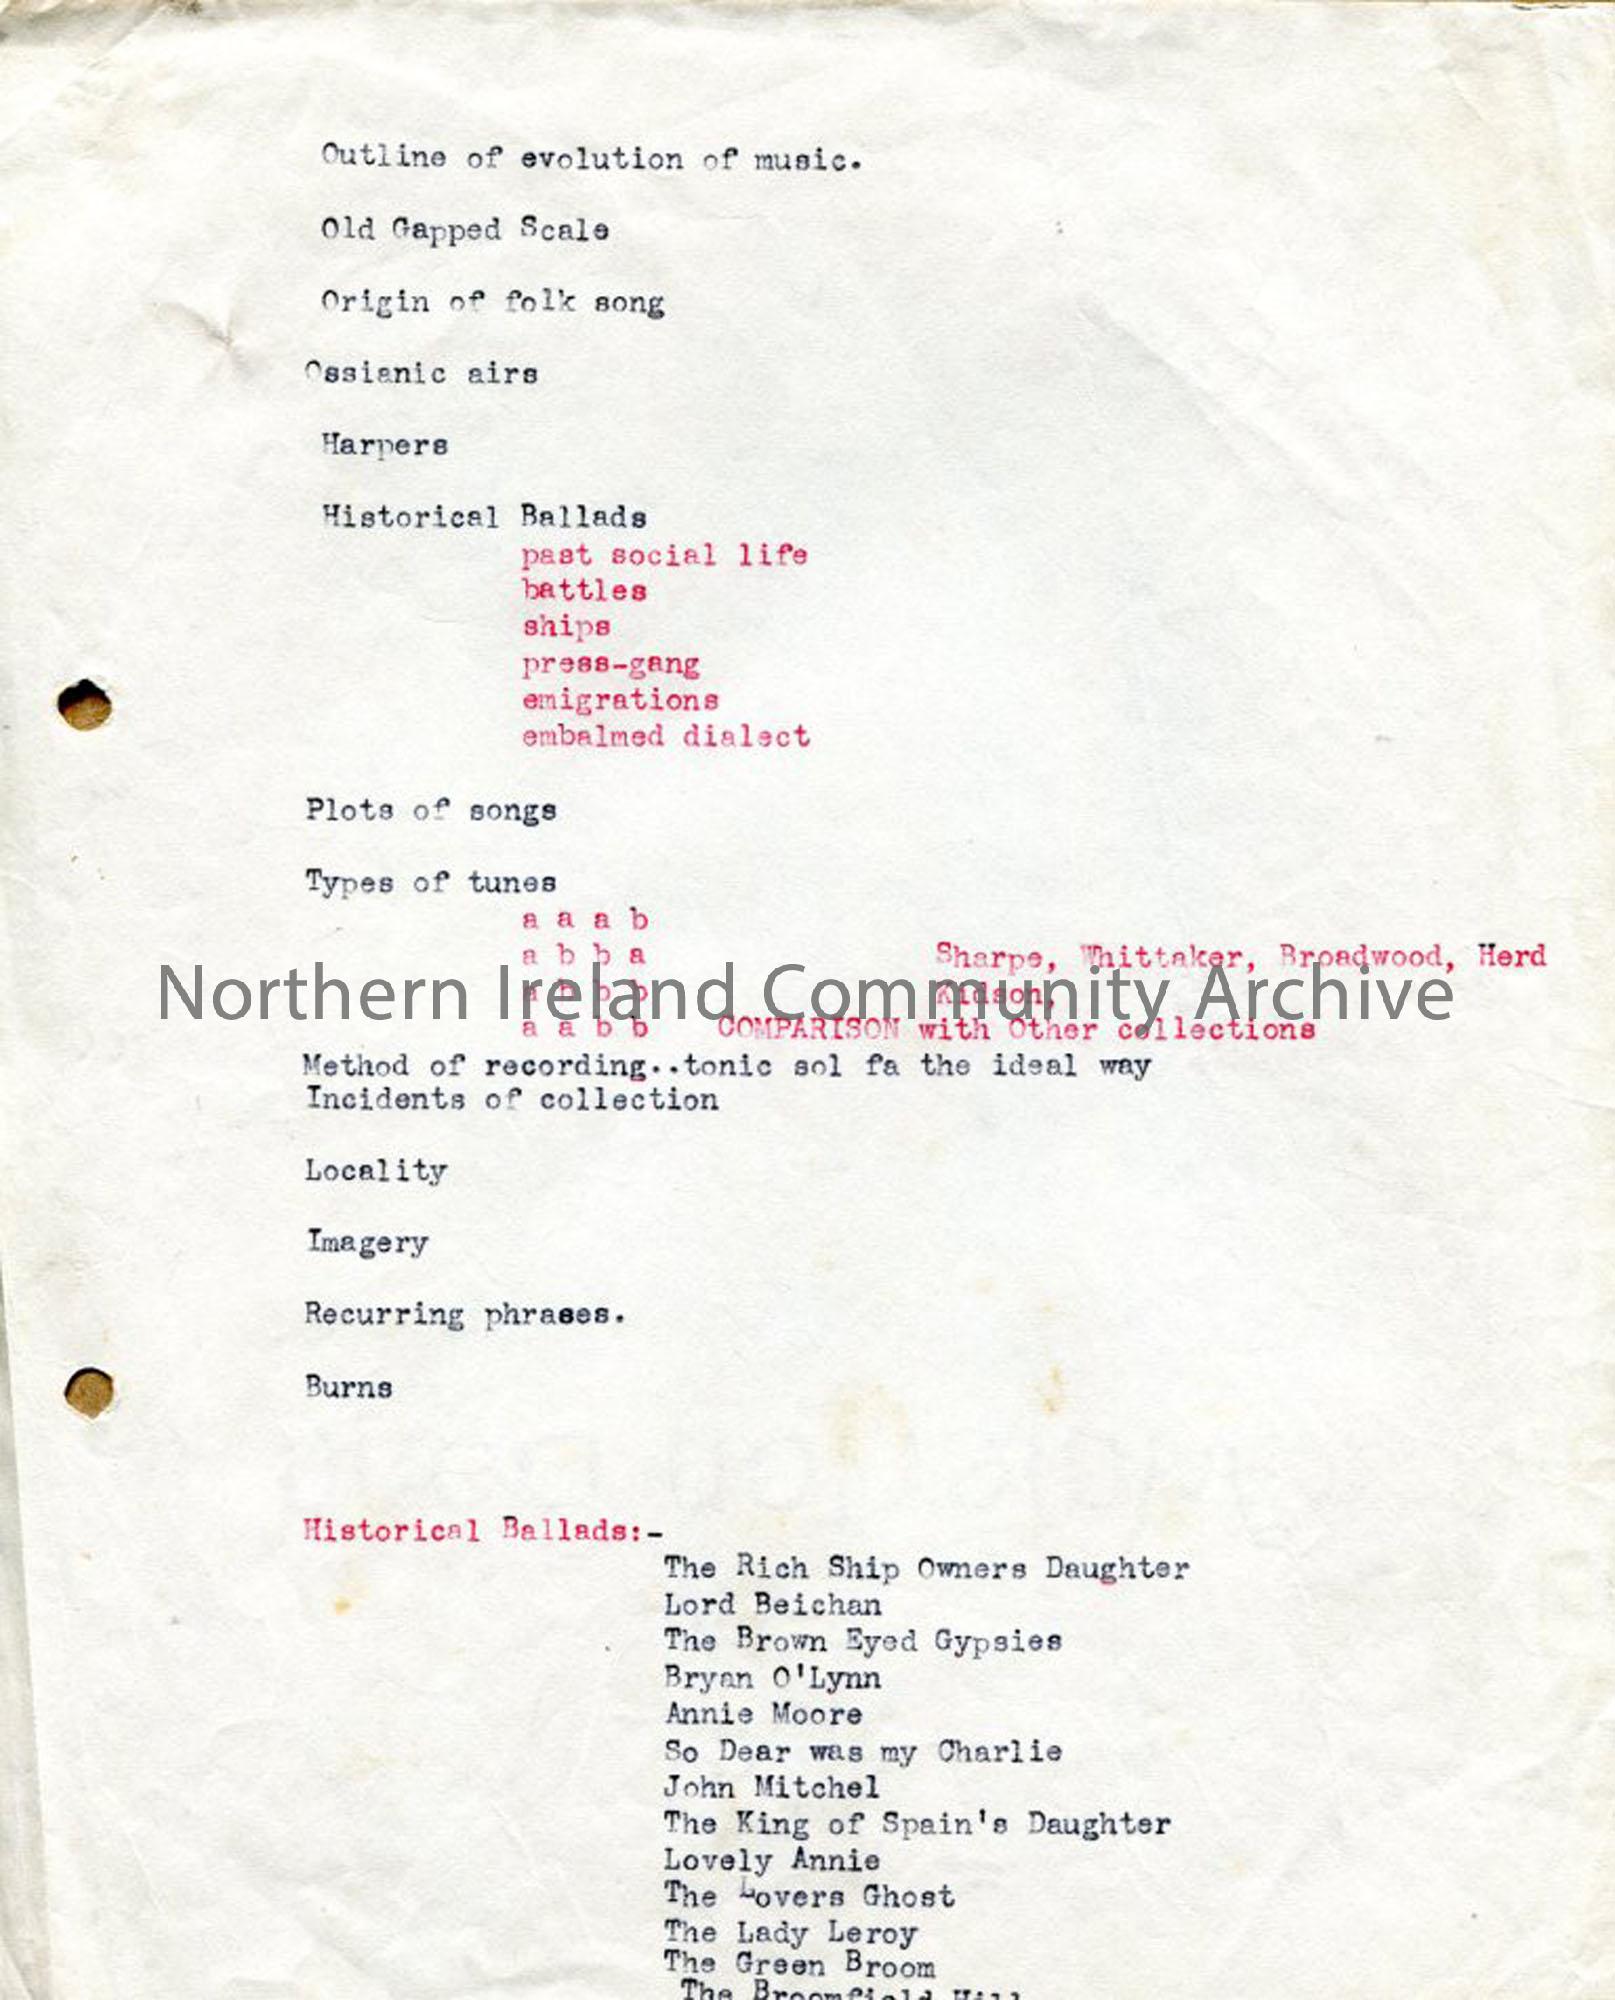 Outline of evolution of music.
Old Gapped Scale
Origin of folk song
Ossianic airs
Harpers
Historical Ballads
past social life
battles
ships
press-gang
emigrations
embalmed dialect
Plots of songs
Types of tunes
a a a b
a b b a Sharpe, Whittaker, Broadwood, Herd
Northern Ireland Community Archive
a b b b Kidson,
a a b b COMPARISON with Other collections
Method of recording..tonic sol fa the ideal way
Incidents of collection
Locality
Imagery
Recurring phrases.
Burns
Historical Ballads:-
The Rich Ship Owners Daughter
Lord Beichan
The Brown Eyed Gypsies
Bryan O'Lynn
Annie Moore
So Dear was my Charlie
John Mitchel
The King of Spain's Daughter
Lovely Annie
The Lovers Ghost
The Lady Leroy
The Green Broom
The Broomfield Hill